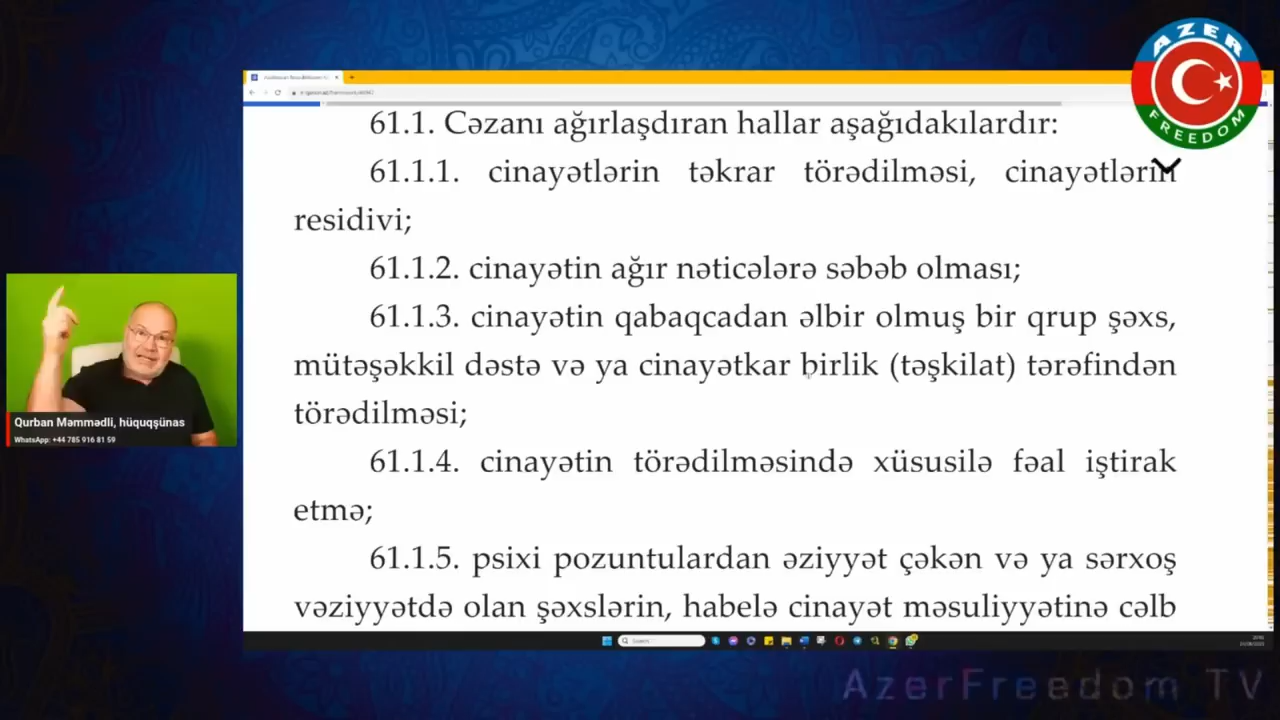 AZER
FREEDOM
61.1. Cəzanı ağırlaşdıran hallar aşağıdakılardır:
61.1.1. cinayətlərin təkrar törədilməsi, cinayətlərin
residivi;
61.1.2. cinayətin ağır nəticələrə səbəb olması;
61.1.3. cinayətin qabaqcadan əlbir olmuş bir qrup şəxs,
mütəşəkkil dəstə və ya cinayətkar birlik (təşkilat) tərəfindən
törədilməsi;
61.1.4. cinayətin törədilməsində xüsusilə fəal iştirak
etmə;
61.1.5. psixi pozuntulardan əziyyət çəkən və ya sərxoş
vəziyyətdə olan şəxslərin, habelə cinayət məsuliyyətinə cəlb
Qurban Məmmədli, hüquqşünas
WhatsApp: +44 785 916 81 59
Search
AzerFreedom TV